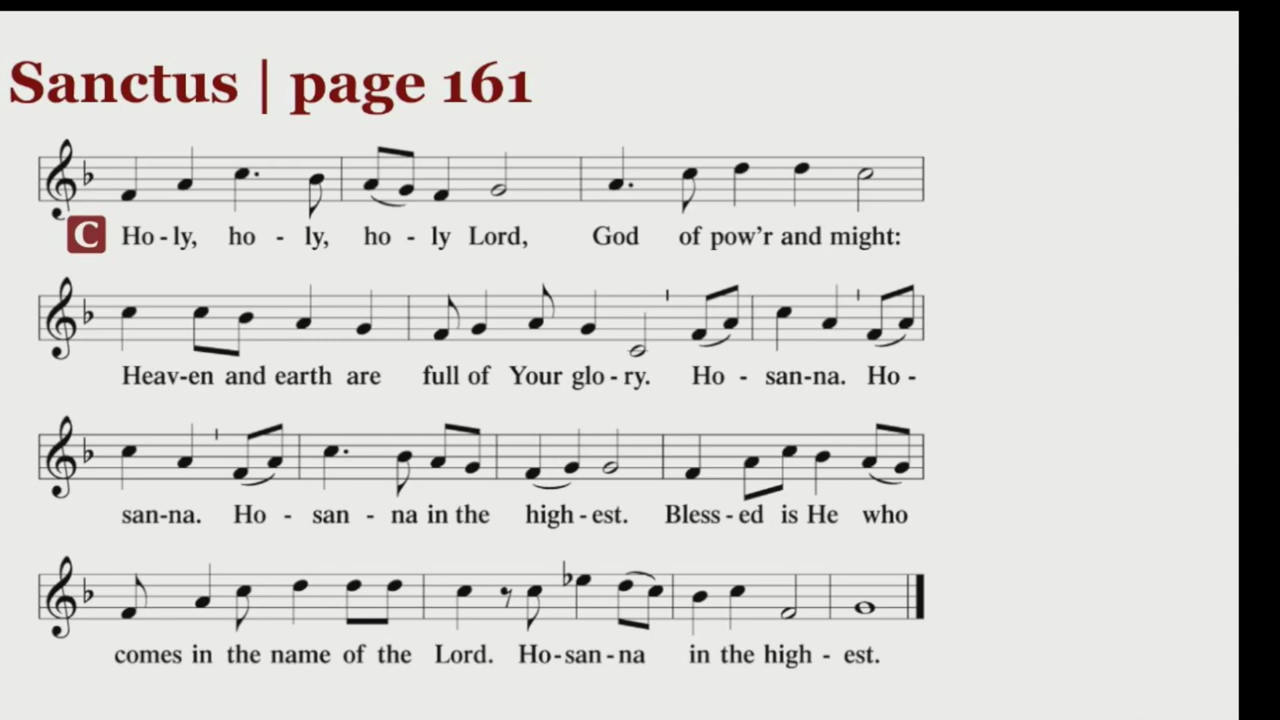 Sanctus | page 161
C Ho - ly, ho - ly, ho - ly Lord, God of pow'r and might:
Heav-en and earth are full of Your glo - ry. Ho - san-na. Ho -
san-na. Ho - san - na in the high - est. Bless - ed is He who
comes in the name of the Lord. Ho - san - na in the high - est.